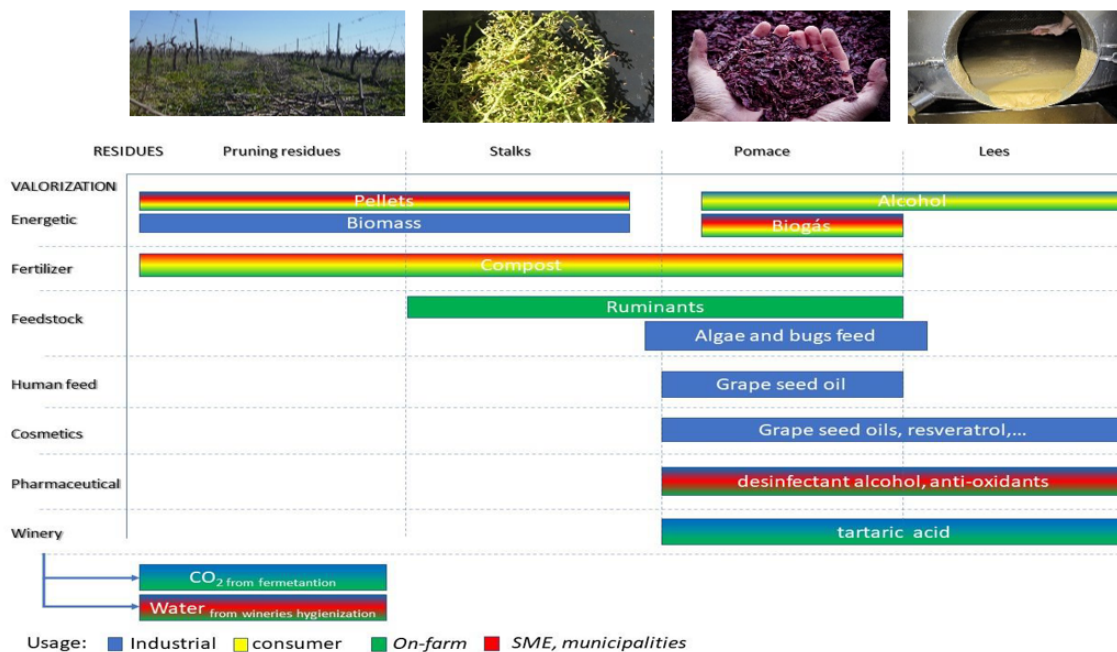 RESIDUES Pruning residues Stalks Pomace Lees
VALORIZATION
Energetic
Pellets
Alcohol
Biomass
Biogás
Fertilizer
Compost
Feedstock
Ruminants
Algae and bugs feed
Human feed
Grape seed oil
Cosmetics
Grape seed oils, resveratrol,...
Pharmaceutical
desinfectant alcohol, anti-oxidants
Winery
tartaric acid
CO2 from fermetantion
Water from wineries hygienization
Usage: Industrial consumer On-farm SME, municipalities